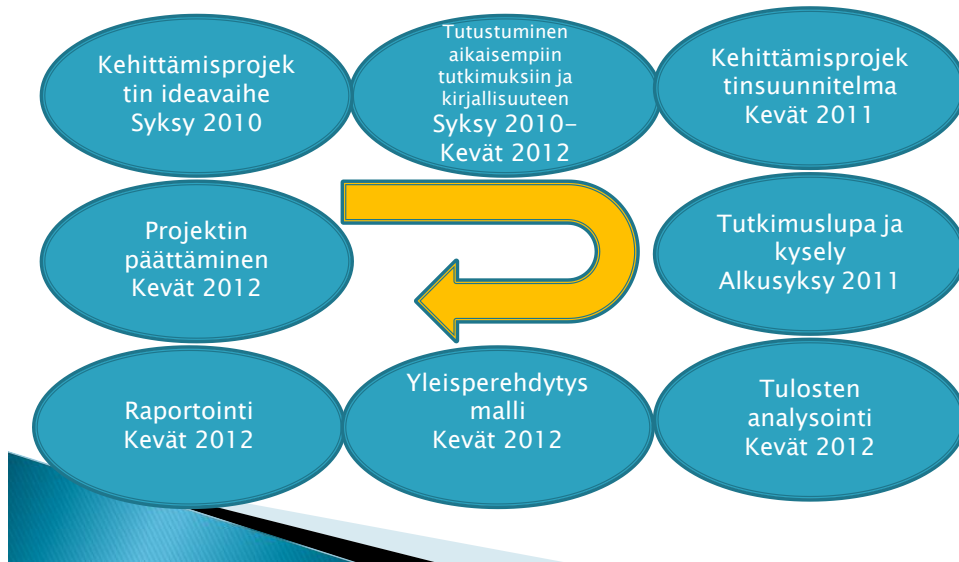 Kehittämisprojek
tin ideavaihe
Syksy 2010
Tutustuminen
aikaisempiin
tutkimuksiin ja
kirjallisuuteen
Syksy 2010–
Kevät 2012
Kehittämisprojek
tinsuunnitelma
Kevät 2011
Tutkimuslupa ja
kysely
Alkusyksy 2011
Tulosten
analysointi
Kevät 2012
Yleisperehdytys
malli
Kevät 2012
Raportointi
Kevät 2012
Projektin
päättäminen
Kevät 2012